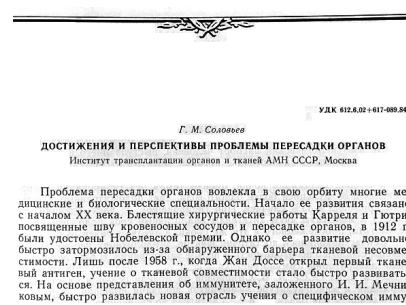 УДК 612.6.02+617-089.84
Г. М. Соловьев
ДОСТИЖЕНИЯ И ПЕРСПЕКТИВЫ ПРОБЛЕМЫ ПЕРЕСАДКИ ОРГАНОВ
Институт трансплантации органов и тканей АМН СССР, Москва
Проблема пересадки органов вовлекла в свою орбиту многие ме-
дицинские и биологические специальности. Начало ее развития связано
с началом XX века. Блестящие хирургические работы Карреля и Гютри,
посвященные шву кровеносных сосудов и пересадке органов, в 1912 г
были удостоены Нобелевской премии. Однако ее развитие довольно
быстро затормозилось из-за обнаруженного барьера тканевой несовме-
стимости. Лишь после 1958 г., когда Жан Доссе открыл первый ткане-
вый антиген, учение о тканевой совместимости стало быстро развивать-
ся. На основе представления об иммунитете, заложенного И. И. Мечни-
ковым, быстро развилась новая отрасль учения о специфическом имм